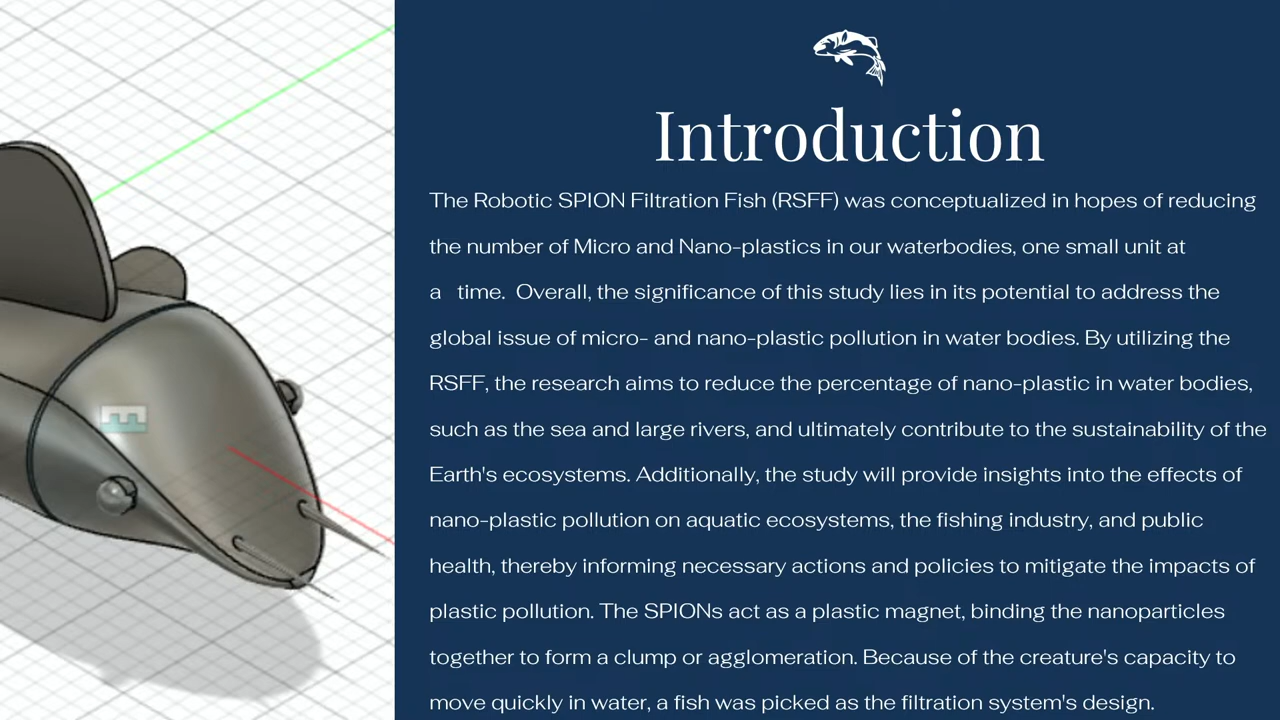 Introduction
The Robotic SPION Filtration Fish (RSFF) was conceptualized in hopes of reducing
the number of Micro and Nano-plastics in our waterbodies, one small unit at
a time. Overall, the significance of this study lies in its potential to address the
global issue of micro- and nano-plastic pollution in water bodies. By utilizing the
RSFF, the research aims to reduce the percentage of nano-plastic in water bodies,
such as the sea and large rivers, and ultimately contribute to the sustainability of the
Earth's ecosystems. Additionally, the study will provide insights into the effects of
nano-plastic pollution on aquatic ecosystems, the fishing industry, and public
health, thereby informing necessary actions and policies to mitigate the impacts of
plastic pollution. The SPIONs act as a plastic magnet, binding the nanoparticles
together to form a clump or agglomeration. Because of the creature's capacity to
move quickly in water, a fish was picked as the filtration system's design.